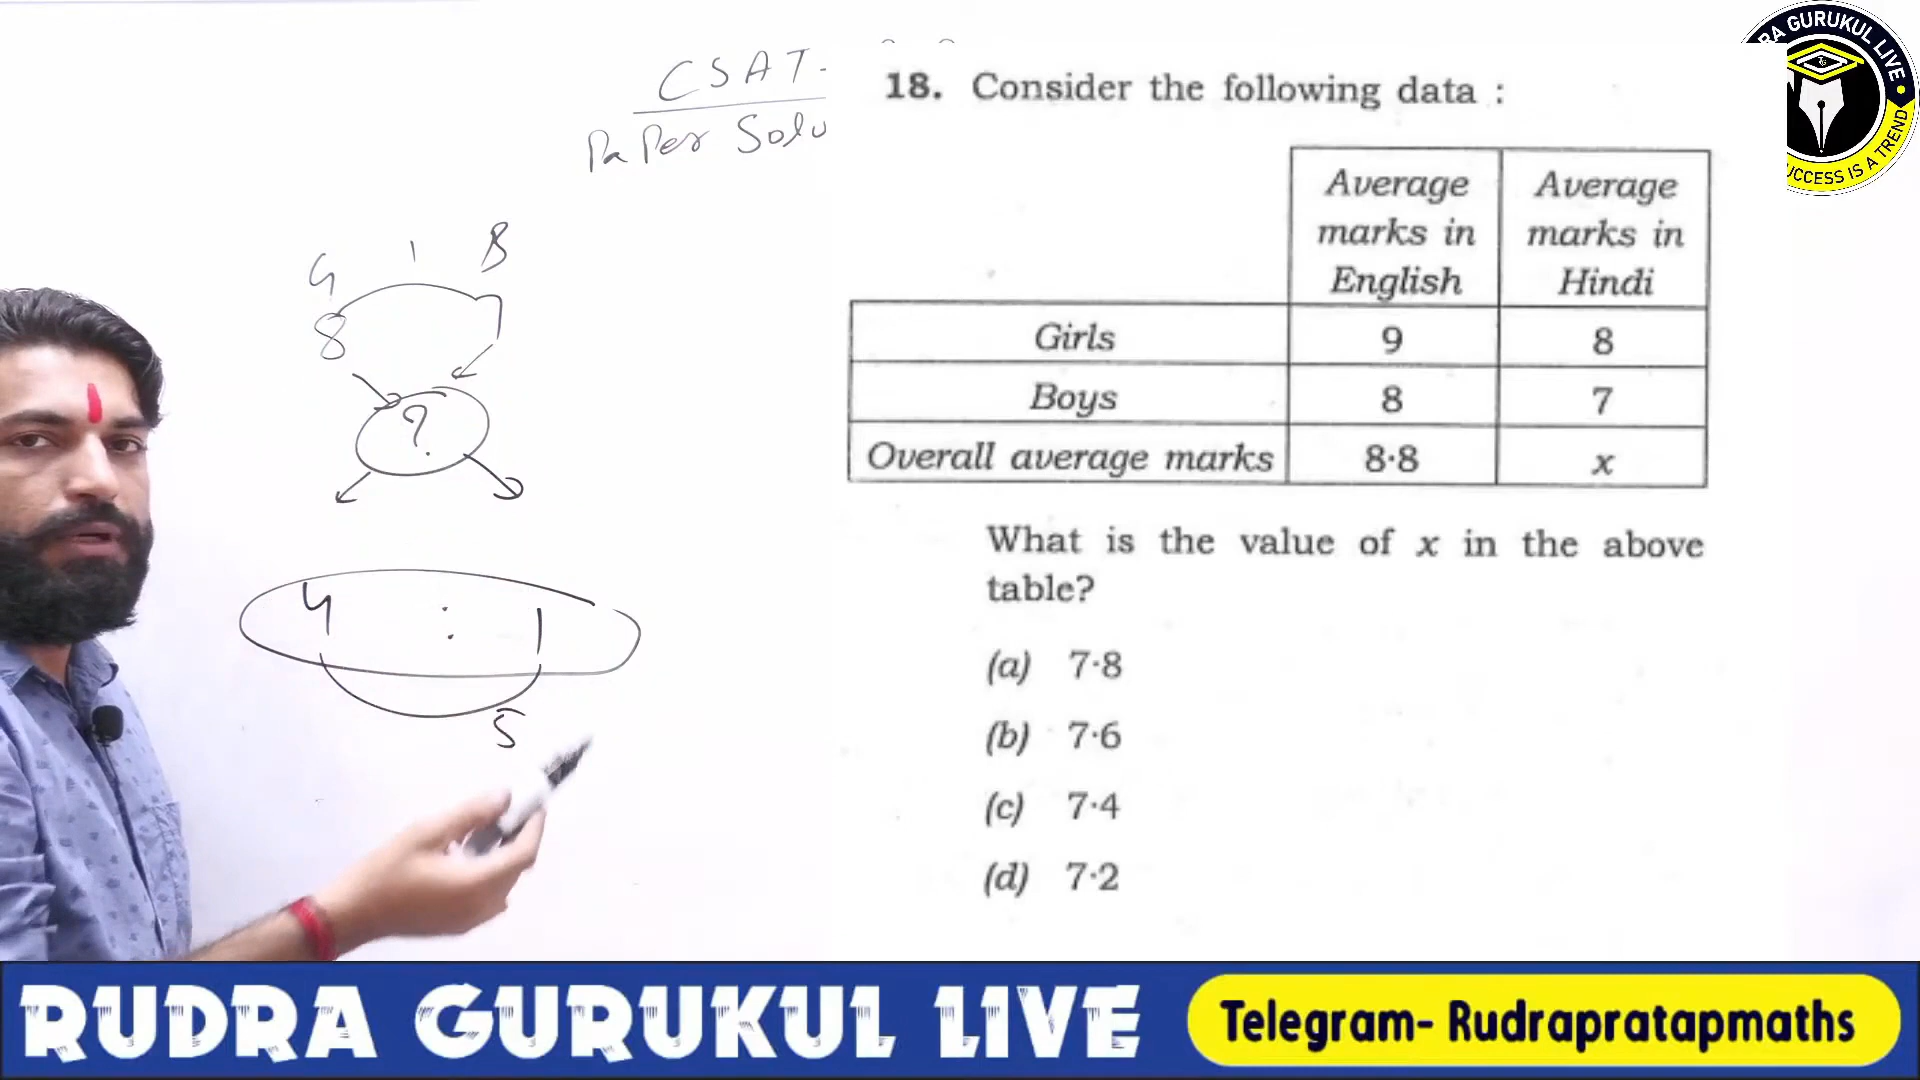 CSAT-
Paper Solu
G 1 B
8
?
4 : 1
5
18. Consider the following data :
Average marks in English
Average marks in Hindi
Girls 9 8
Boys 8 7
Overall average marks 8·8 x
What is the value of x in the above
table?
(a) 7·8
(b) 7·6
(c) 7·4
(d) 7·2
RA GURUKUL LIVE
UCCESS IS A TREND
RUDRA GURUKUL LIVE
Telegram- Rudrapratapmaths